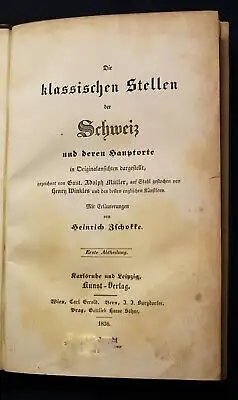 Die
klassischen Stellen
der
Schweiz
und deren Hauptorte
in Originalansichten dargestellt,
gezeichnet von Gust. Adolph Müller, auf Stahl gestochen von
Henry Winkles und den besten englischen Künstlern.
Mit Erläuterungen
von
Heinrich Zschokke.
Erste Abtheilung.
Karlsruhe und Leipzig,
Kunst-Verlag.
Wien, Carl Gerold. Bern, J. J. Burgdorfer.
Prag, Gottlieb Haase Söhne.
1836.